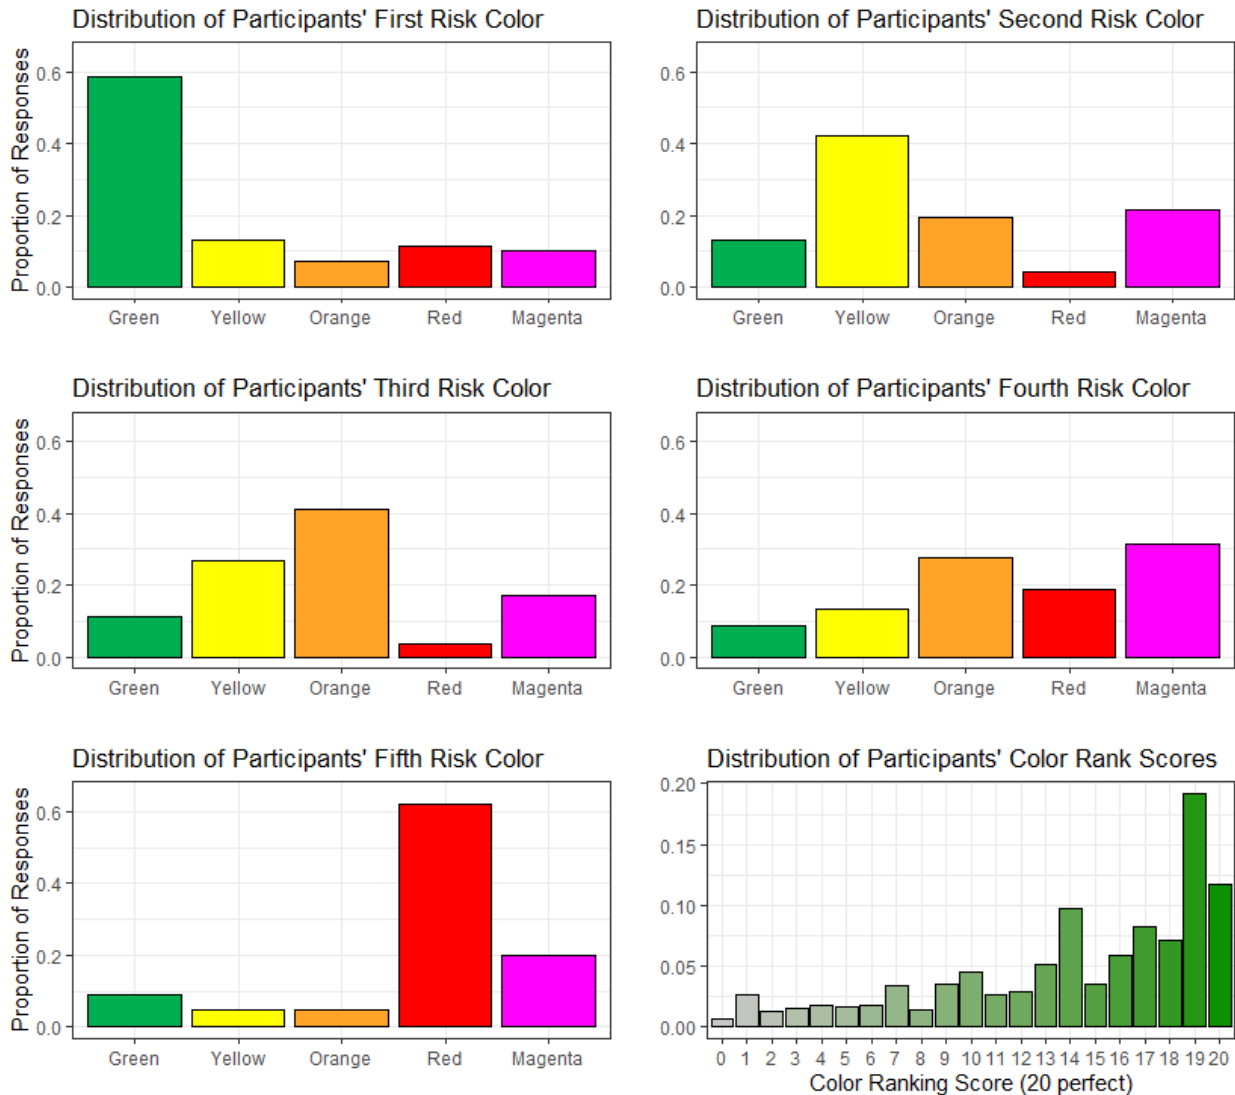 Distribution of Participants' First Risk Color
Proportion of Responses
0.6
0.4
0.2
0.0
Green Yellow Orange Red Magenta
Distribution of Participants' Second Risk Color
0.6
0.4
0.2
0.0
Green Yellow Orange Red Magenta
Distribution of Participants' Third Risk Color
Proportion of Responses
0.6
0.4
0.2
0.0
Green Yellow Orange Red Magenta
Distribution of Participants' Fourth Risk Color
0.6
0.4
0.2
0.0
Green Yellow Orange Red Magenta
Distribution of Participants' Fifth Risk Color
Proportion of Responses
0.6
0.4
0.2
0.0
Green Yellow Orange Red Magenta
Distribution of Participants' Color Rank Scores
0.20
0.15
0.10
0.05
0.00
0 1 2 3 4 5 6 7 8 9 10 11 12 13 14 15 16 17 18 19 20
Color Ranking Score (20 perfect)